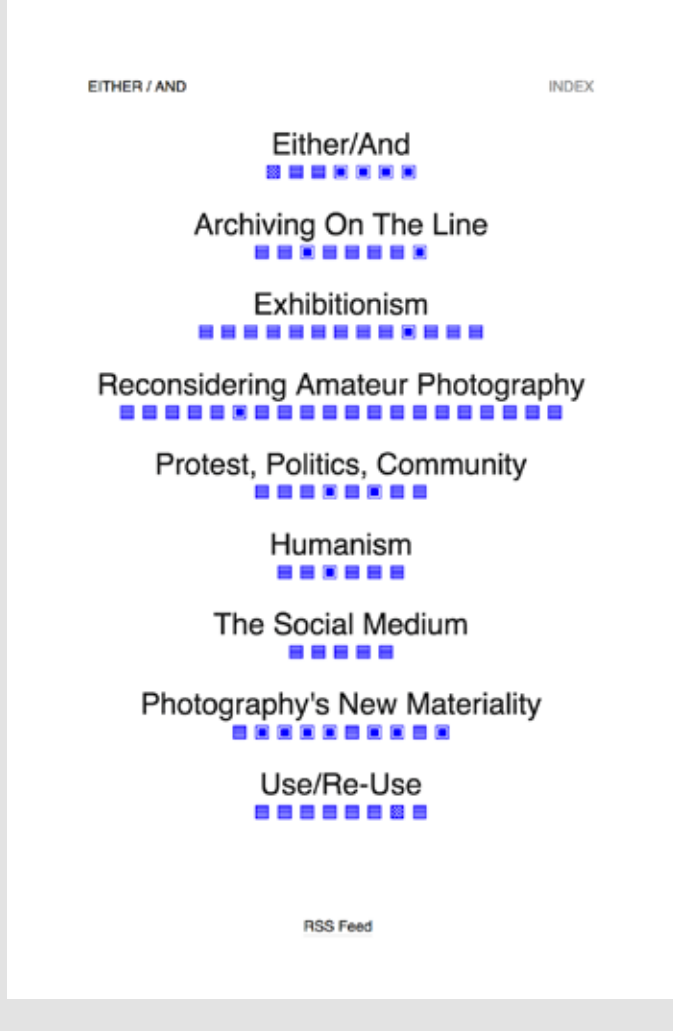 EITHER / AND INDEX
Either/And
▩ ▤ ▤ ▣ ▣ ▣ ▣
Archiving On The Line
▤ ▤ ▣ ▤ ▤ ▤ ▤ ▣
Exhibitionism
▤ ▤ ▤ ▤ ▤ ▤ ▤ ▤ ▤ ▣ ▤ ▤ ▤
Reconsidering Amateur Photography
▤ ▤ ▤ ▤ ▤ ▣ ▤ ▤ ▤ ▤ ▤ ▤ ▤ ▤ ▤ ▤ ▤ ▤ ▤ ▤
Protest, Politics, Community
▤ ▤ ▤ ▣ ▤ ▣ ▤ ▤
Humanism
▤ ▤ ▣ ▤ ▤ ▤
The Social Medium
▤ ▤ ▤ ▤ ▤
Photography's New Materiality
▤ ▣ ▣ ▣ ▣ ▤ ▣ ▣ ▤ ▣
Use/Re-Use
▤ ▤ ▤ ▤ ▤ ▤ ▩ ▤
RSS Feed